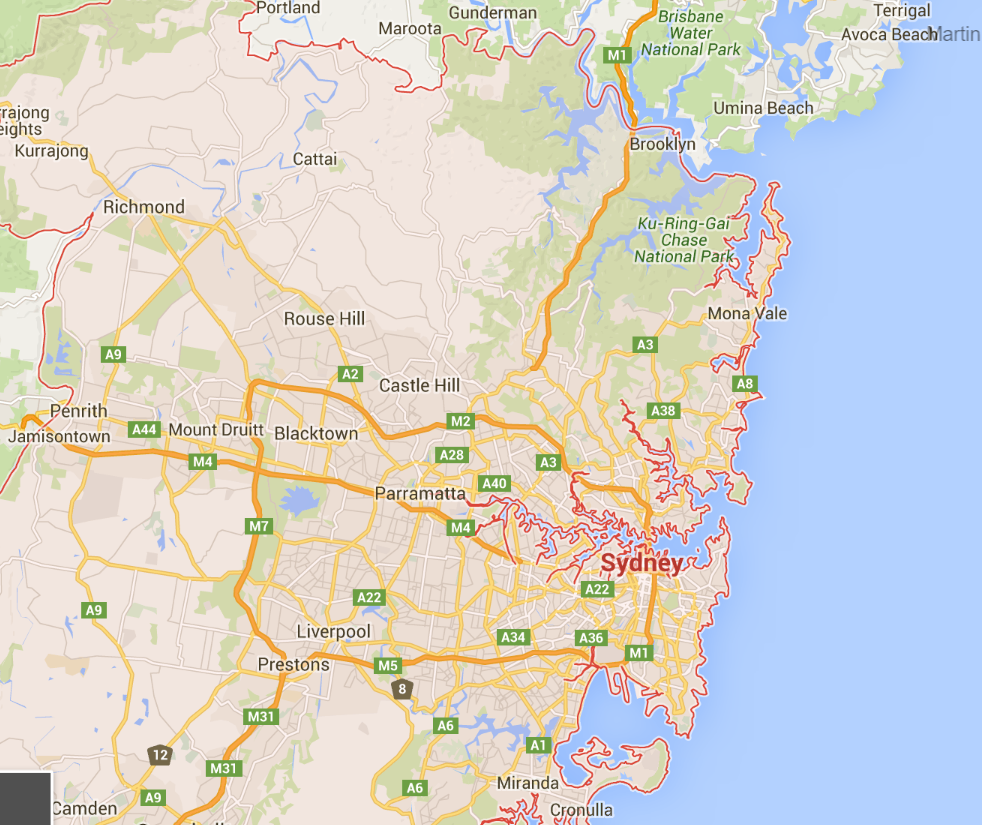 Portland
Gunderman
Terrigal
Maroota
Brisbane
Water
National Park
Avoca Beach
Martin
M1
rrajong
eights
Umina Beach
Kurrajong
Cattai
Brooklyn
Richmond
Ku-Ring-Gai
Chase
National Park
Rouse Hill
Mona Vale
A9
A3
A2
Castle Hill
A8
Penrith
A38
M2
Jamisontown
A44
Mount Druitt
Blacktown
M4
A28
A3
A40
Parramatta
M7
M4
Sydney
A22
A22
A9
Liverpool
A34
A36
M1
Prestons
M5
8
M31
A6
A1
12
M31
Miranda
A6
A9
Camden
Cronulla